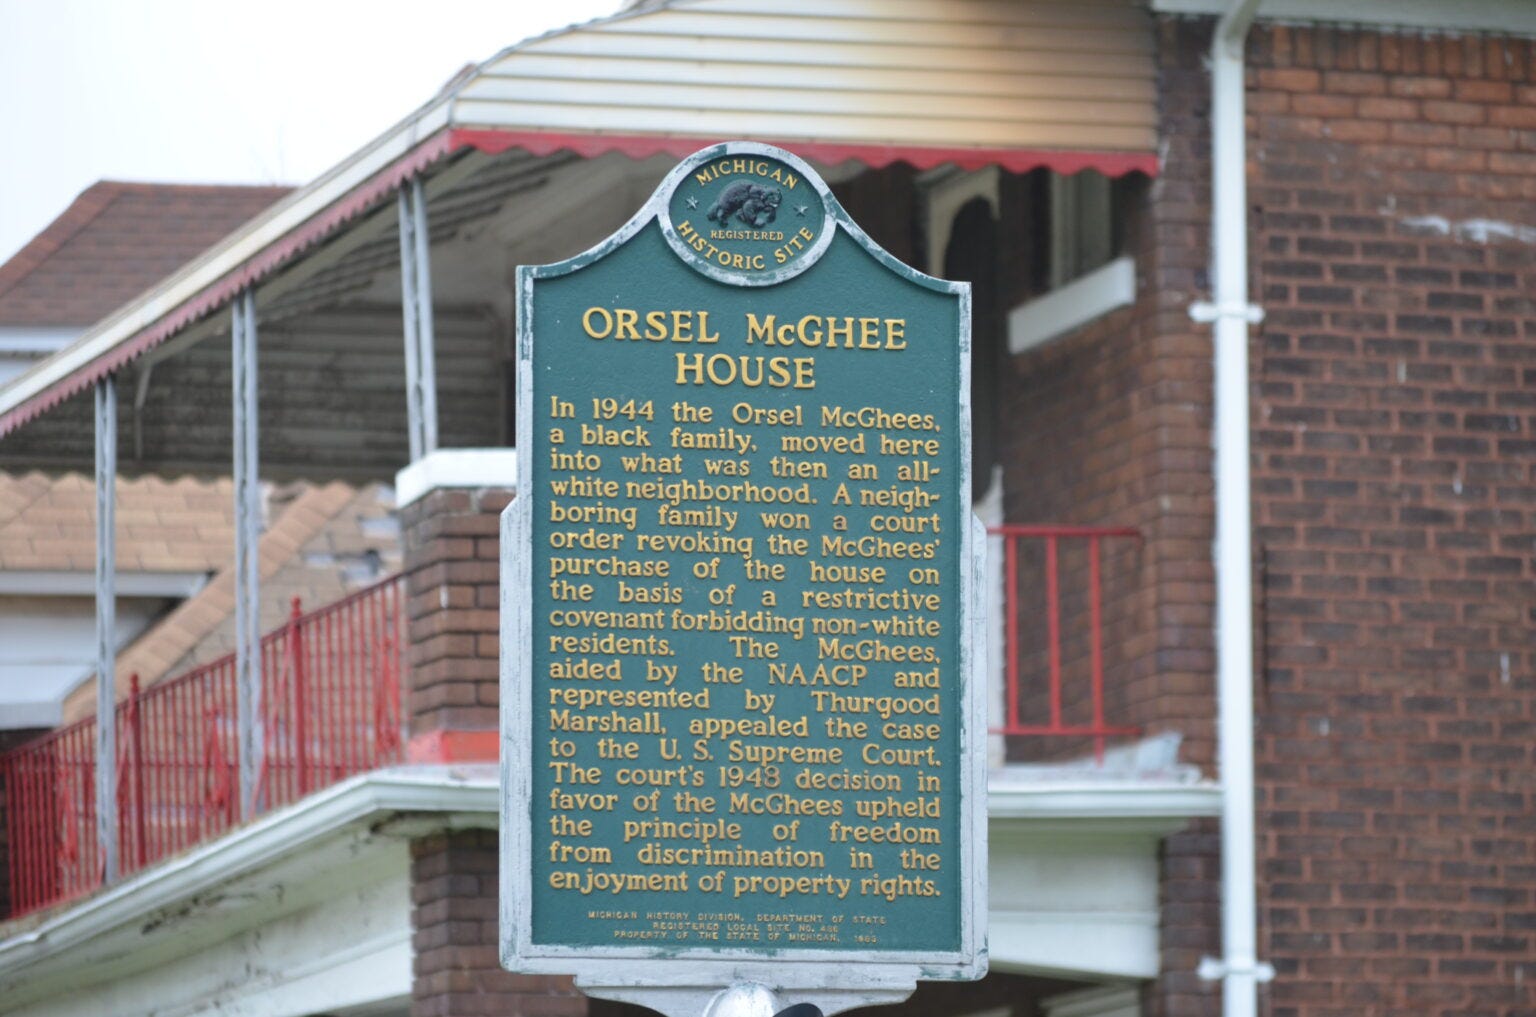 MICHIGAN
REGISTERED
HISTORIC SITE
ORSEL McGHEE
HOUSE
In 1944 the Orsel McGhees,
a black family, moved here
into what was then an all-
white neighborhood. A neigh-
boring family won a court
order revoking the McGhees'
purchase of the house on
the basis of a restrictive
covenant forbidding non-white
residents. The McGhees,
aided by the NAACP and
represented by Thurgood
Marshall, appealed the case
to the U. S. Supreme Court.
The court's 1948 decision in
favor of the McGhees upheld
the principle of freedom
from discrimination in the
enjoyment of property rights.
MICHIGAN HISTORY DIVISION, DEPARTMENT OF STATE
REGISTERED LOCAL SITE NO.
PROPERTY OF THE STATE OF MICHIGAN,